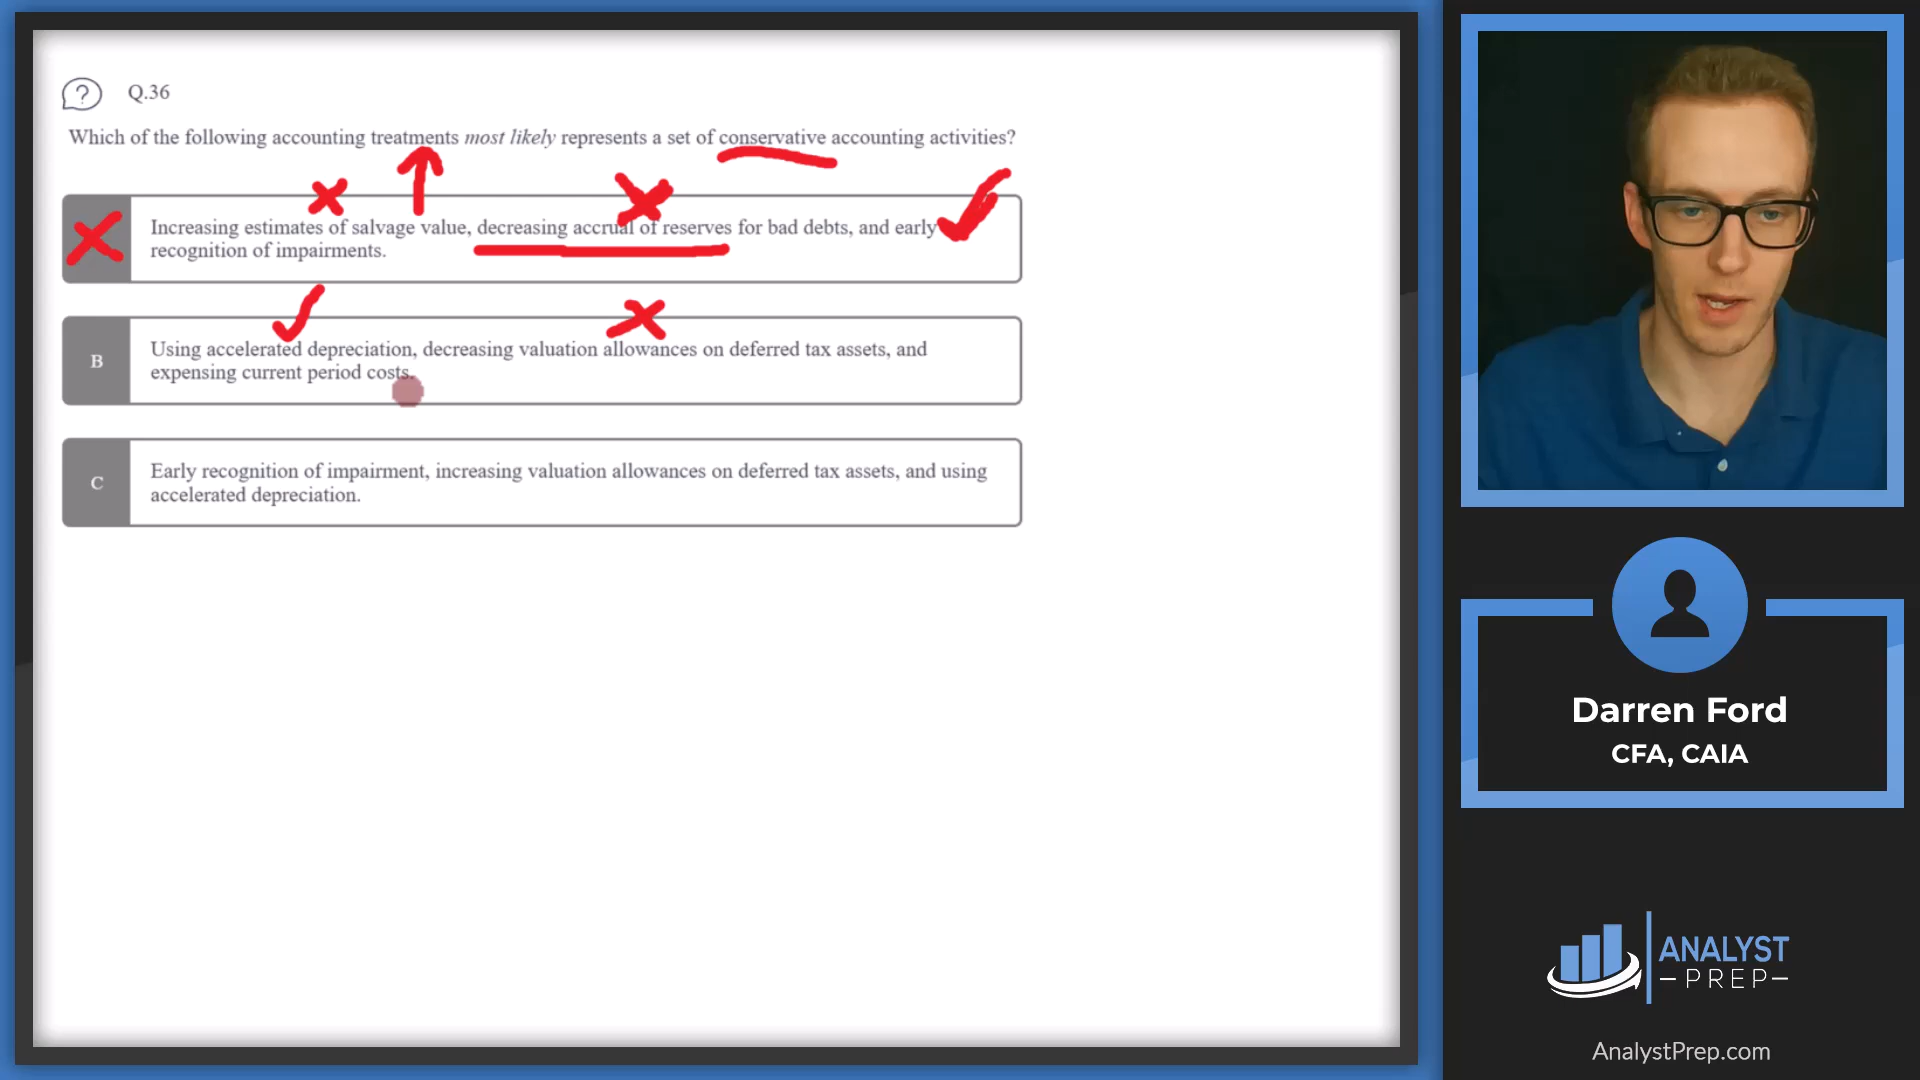 Q.36
Which of the following accounting treatments most likely represents a set of conservative accounting activities?
Increasing estimates of salvage value, decreasing accrual of reserves for bad debts, and early
recognition of impairments.
B
Using accelerated depreciation, decreasing valuation allowances on deferred tax assets, and
expensing current period costs.
C
Early recognition of impairment, increasing valuation allowances on deferred tax assets, and using
accelerated depreciation.
Darren Ford
CFA, CAIA
ANALYST
PREP
AnalystPrep.com